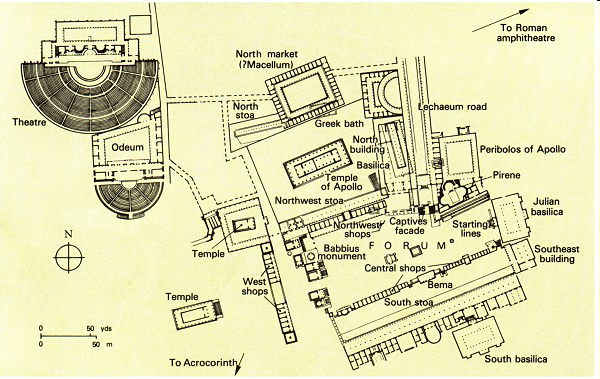 To Roman
amphitheatre
North market
(?Macellum)
Theatre
North
stoa
Lechaeum road
Greek bath
Odeum
North
building
Peribolos of Apollo
Basilica
Temple
of Apollo
Pirene
Northwest stoa
Julian
basilica
Northwest
shops
Captives
facade
Starting
lines
N
Temple
Babbius
monument
FORUM
Southeast
building
Central shops
West
shops
Bema
Temple
South stoa
0 50 yds
0 50 m
To Acrocorinth
South basilica